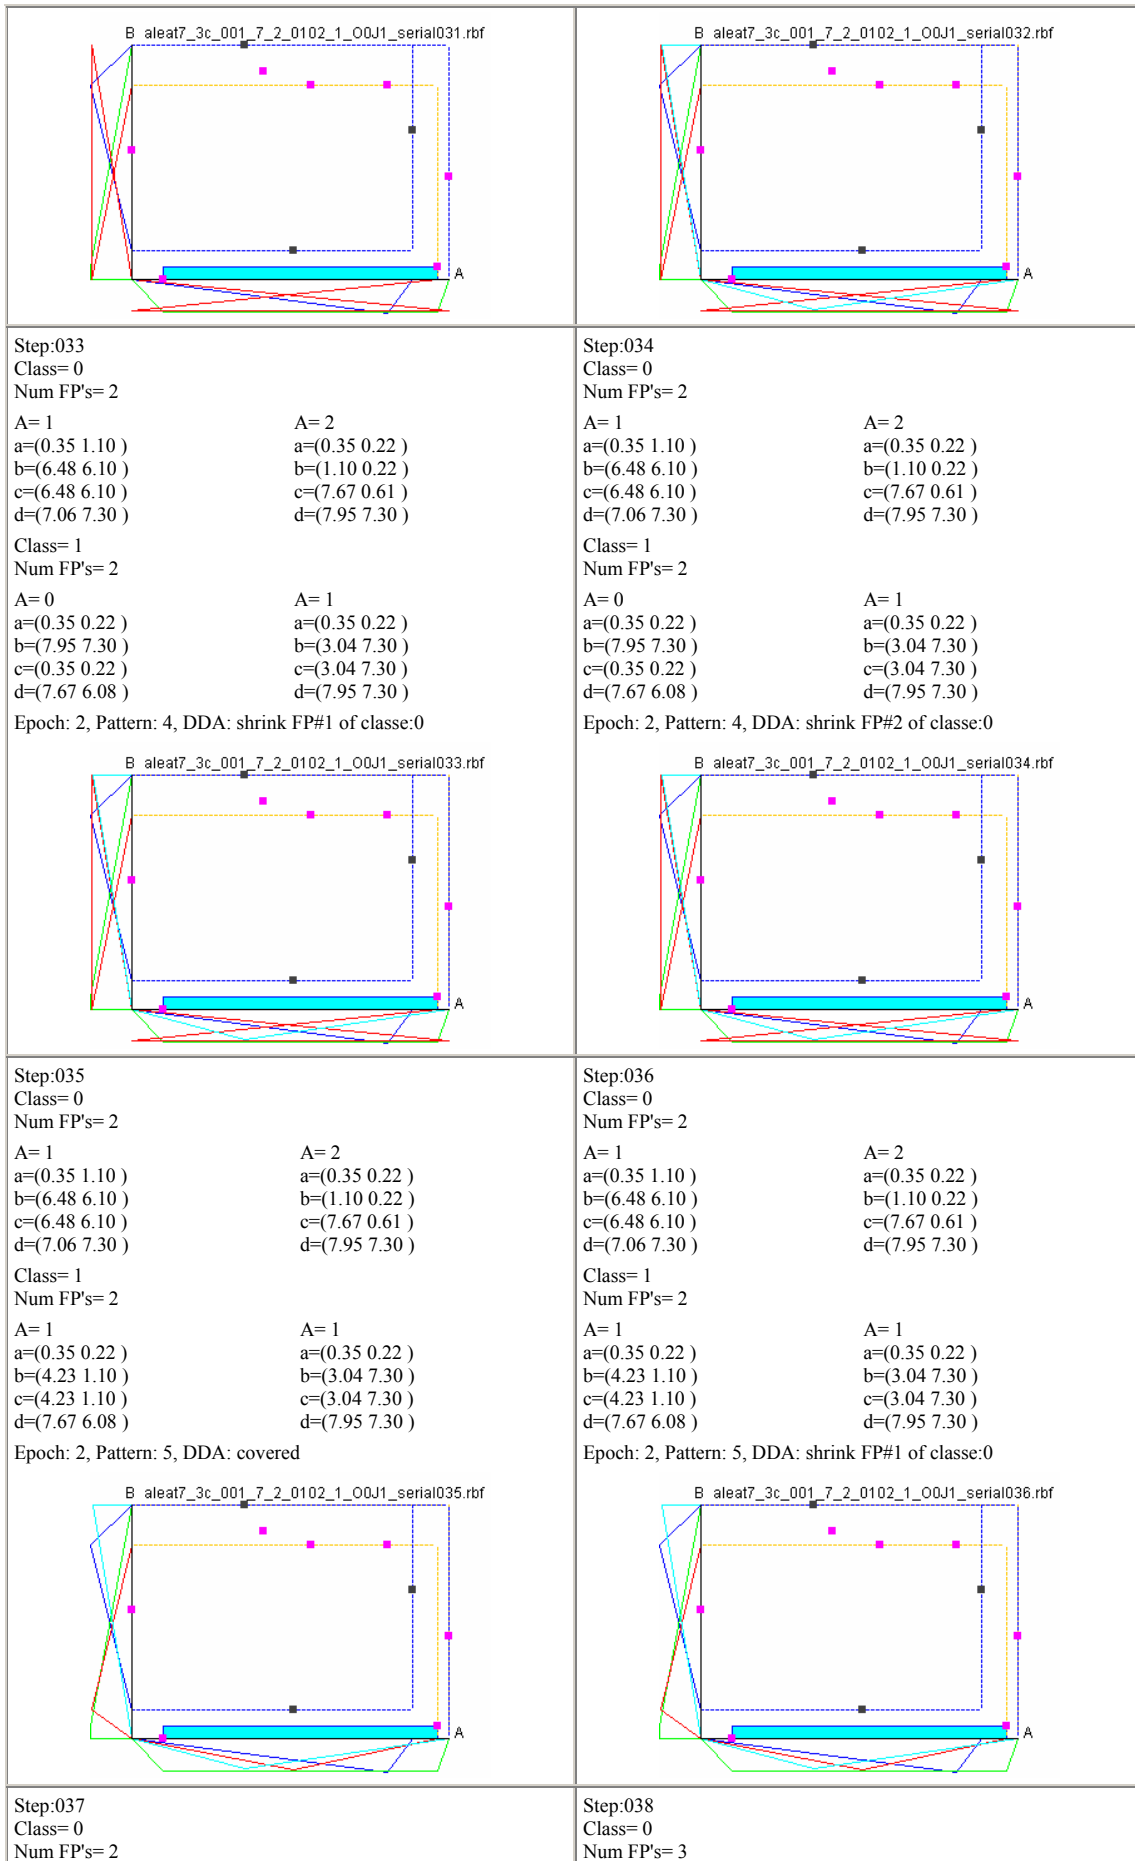 B aleat7_3c_001_7_2_0102_1_O0J1_serial031.rbf
A
B aleat7_3c_001_7_2_0102_1_O0J1_serial032.rbf
A
Step:033
Class= 0
Num FP's= 2
A= 1 A= 2
a=(0.35 1.10 ) a=(0.35 0.22 )
b=(6.48 6.10 ) b=(1.10 0.22 )
c=(6.48 6.10 ) c=(7.67 0.61 )
d=(7.06 7.30 ) d=(7.95 7.30 )
Class= 1
Num FP's= 2
A= 0 A= 1
a=(0.35 0.22 ) a=(0.35 0.22 )
b=(7.95 7.30 ) b=(3.04 7.30 )
c=(0.35 0.22 ) c=(3.04 7.30 )
d=(7.67 6.08 ) d=(7.95 7.30 )
Epoch: 2, Pattern: 4, DDA: shrink FP#1 of classe:0
B aleat7_3c_001_7_2_0102_1_O0J1_serial033.rbf
A
Step:034
Class= 0
Num FP's= 2
A= 1 A= 2
a=(0.35 1.10 ) a=(0.35 0.22 )
b=(6.48 6.10 ) b=(1.10 0.22 )
c=(6.48 6.10 ) c=(7.67 0.61 )
d=(7.06 7.30 ) d=(7.95 7.30 )
Class= 1
Num FP's= 2
A= 0 A= 1
a=(0.35 0.22 ) a=(0.35 0.22 )
b=(7.95 7.30 ) b=(3.04 7.30 )
c=(0.35 0.22 ) c=(3.04 7.30 )
d=(7.67 6.08 ) d=(7.95 7.30 )
Epoch: 2, Pattern: 4, DDA: shrink FP#2 of classe:0
B aleat7_3c_001_7_2_0102_1_O0J1_serial034.rbf
A
Step:035
Class= 0
Num FP's= 2
A= 1 A= 2
a=(0.35 1.10 ) a=(0.35 0.22 )
b=(6.48 6.10 ) b=(1.10 0.22 )
c=(6.48 6.10 ) c=(7.67 0.61 )
d=(7.06 7.30 ) d=(7.95 7.30 )
Class= 1
Num FP's= 2
A= 1 A= 1
a=(0.35 0.22 ) a=(0.35 0.22 )
b=(4.23 1.10 ) b=(3.04 7.30 )
c=(4.23 1.10 ) c=(3.04 7.30 )
d=(7.67 6.08 ) d=(7.95 7.30 )
Epoch: 2, Pattern: 5, DDA: covered
B aleat7_3c_001_7_2_0102_1_O0J1_serial035.rbf
A
Step:036
Class= 0
Num FP's= 2
A= 1 A= 2
a=(0.35 1.10 ) a=(0.35 0.22 )
b=(6.48 6.10 ) b=(1.10 0.22 )
c=(6.48 6.10 ) c=(7.67 0.61 )
d=(7.06 7.30 ) d=(7.95 7.30 )
Class= 1
Num FP's= 2
A= 1 A= 1
a=(0.35 0.22 ) a=(0.35 0.22 )
b=(4.23 1.10 ) b=(3.04 7.30 )
c=(4.23 1.10 ) c=(3.04 7.30 )
d=(7.67 6.08 ) d=(7.95 7.30 )
Epoch: 2, Pattern: 5, DDA: shrink FP#1 of classe:0
B aleat7_3c_001_7_2_0102_1_O0J1_serial036.rbf
A
Step:037
Class= 0
Num FP's= 2
Step:038
Class= 0
Num FP's= 3